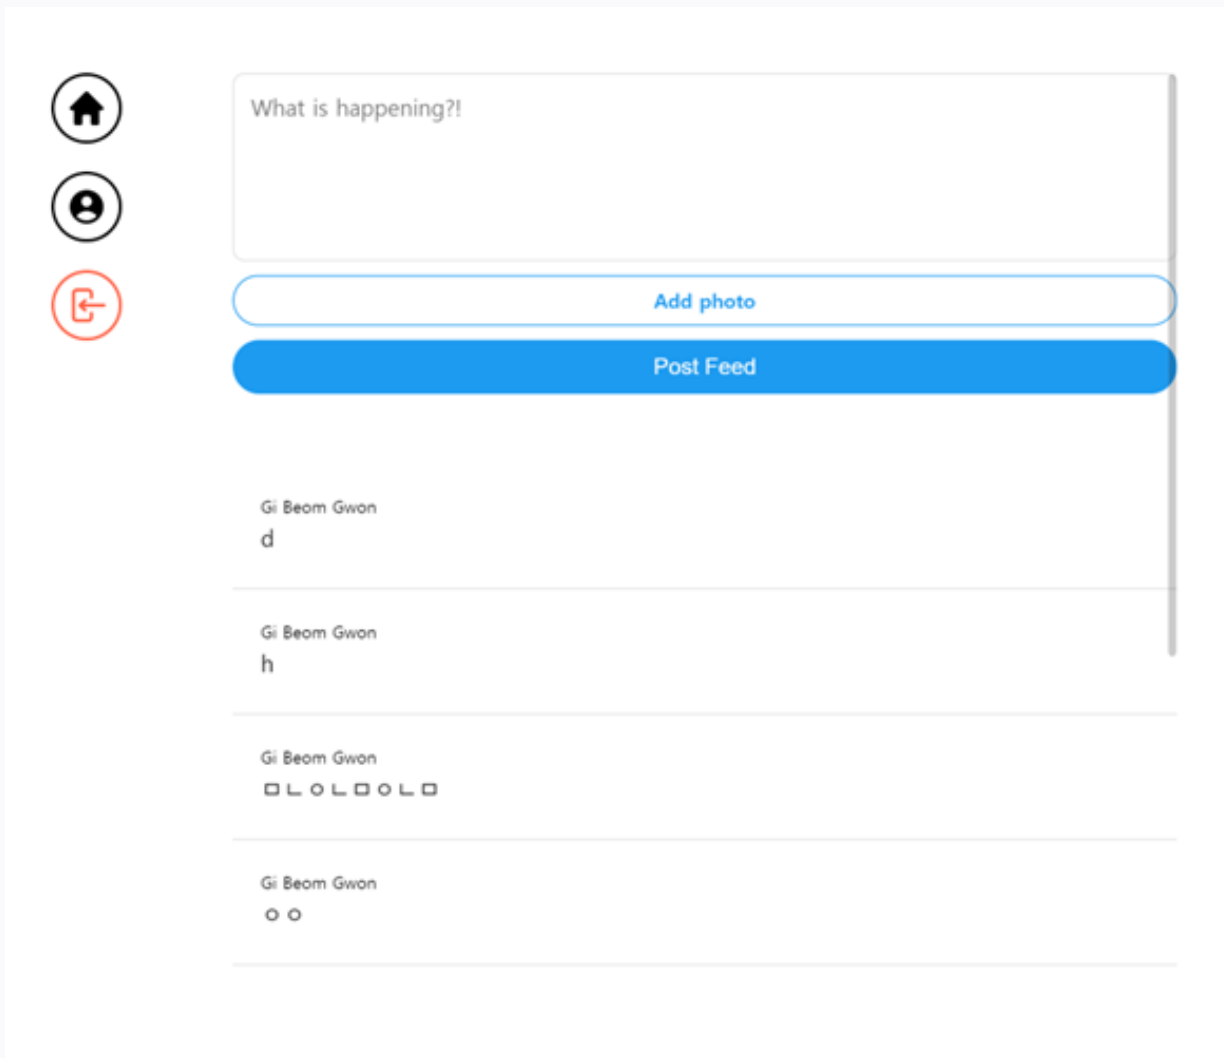 What is happening?!
Add photo
Post Feed
Gi Beom Gwon
d
Gi Beom Gwon
h
Gi Beom Gwon
ㅁㄴㅇㄴㅁㅇㄴㅁ
Gi Beom Gwon
ㅇㅇ